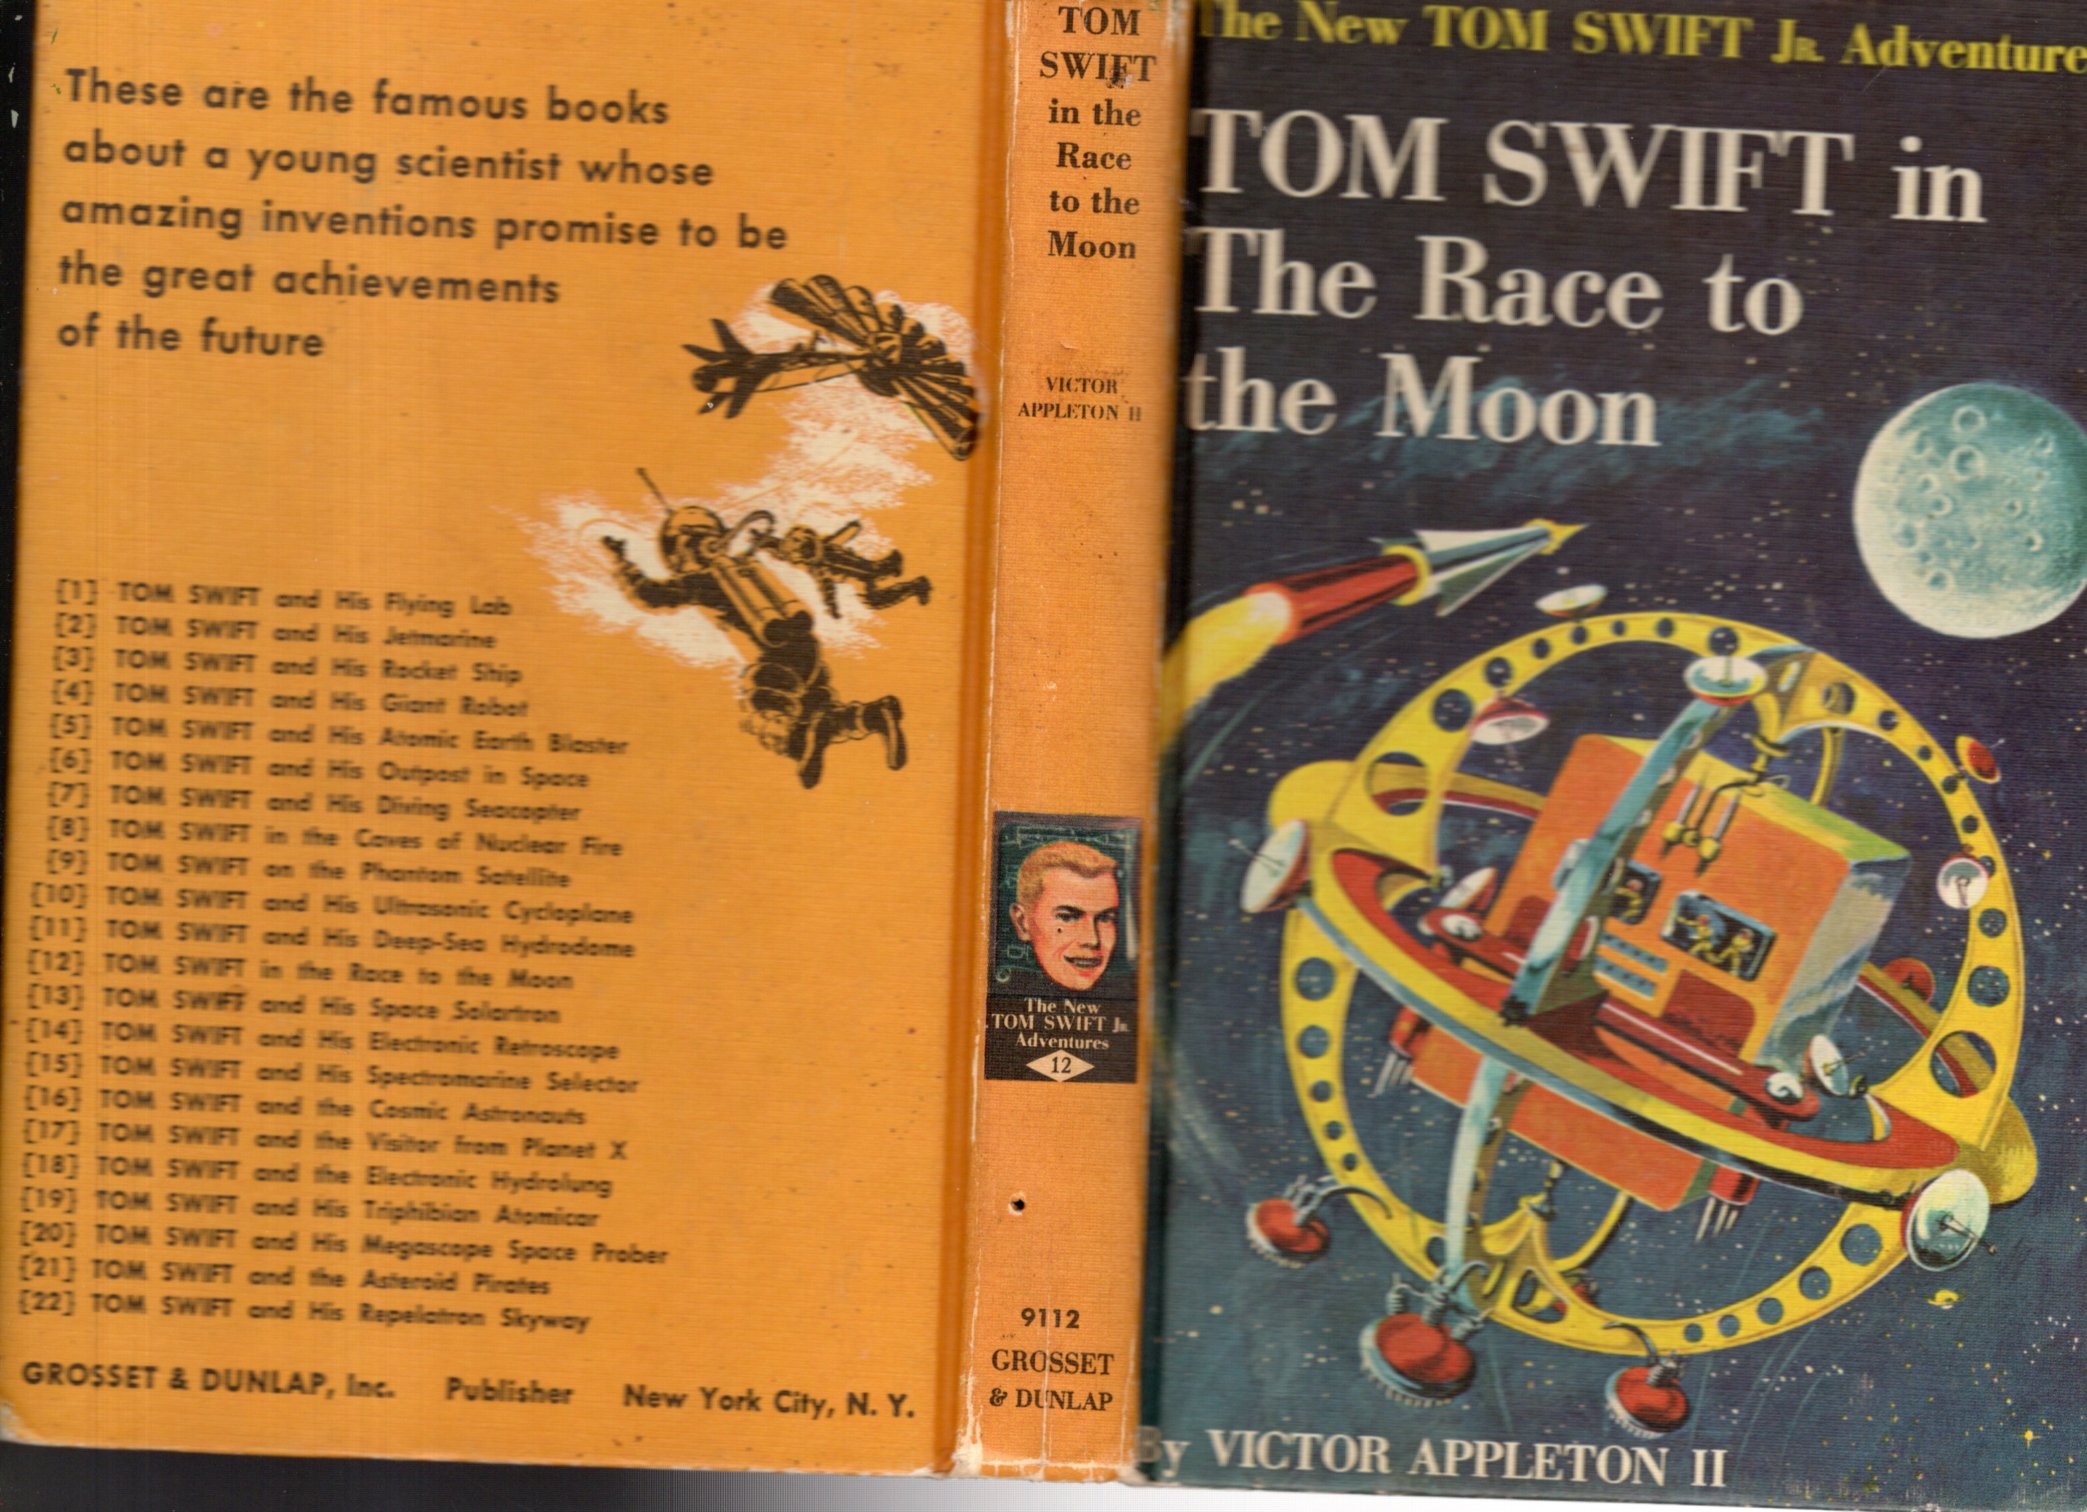 These are the famous books
about a young scientist whose
amazing inventions promise to be
the great achievements
of the future
[1] TOM SWIFT and His Flying Lab
[2] TOM SWIFT and His Jetmarine
[3] TOM SWIFT and His Rocket Ship
[4] TOM SWIFT and His Giant Robot
[5] TOM SWIFT and His Atomic Earth Blaster
[6] TOM SWIFT and His Outpost in Space
[7] TOM SWIFT and His Diving Seacopter
[8] TOM SWIFT in the Caves of Nuclear Fire
[9] TOM SWIFT on the Phantom Satellite
[10] TOM SWIFT and His Ultrasonic Cycloplane
[11] TOM SWIFT and His Deep-Sea Hydrodome
[12] TOM SWIFT in the Race to the Moon
[13] TOM SWIFT and His Space Solartron
[14] TOM SWIFT and His Electronic Retroscope
[15] TOM SWIFT and His Spectromarine Selector
[16] TOM SWIFT and the Cosmic Astronauts
[17] TOM SWIFT and the Visitor from Planet X
[18] TOM SWIFT and the Electronic Hydrolung
[19] TOM SWIFT and His Triphibian Atomicar
[20] TOM SWIFT and His Megascope Space Prober
[21] TOM SWIFT and the Asteroid Pirates
[22] TOM SWIFT and His Repelatron Skyway
GROSSET & DUNLAP, Inc. Publisher New York City, N. Y.
TOM
SWIFT
in the
Race
to the
Moon
VICTOR
APPLETON II
The New
TOM SWIFT Jr.
Adventures
12
9112
GROSSET
& DUNLAP
The New TOM SWIFT Jr. Adventure
TOM SWIFT in
The Race to
the Moon
By VICTOR APPLETON II